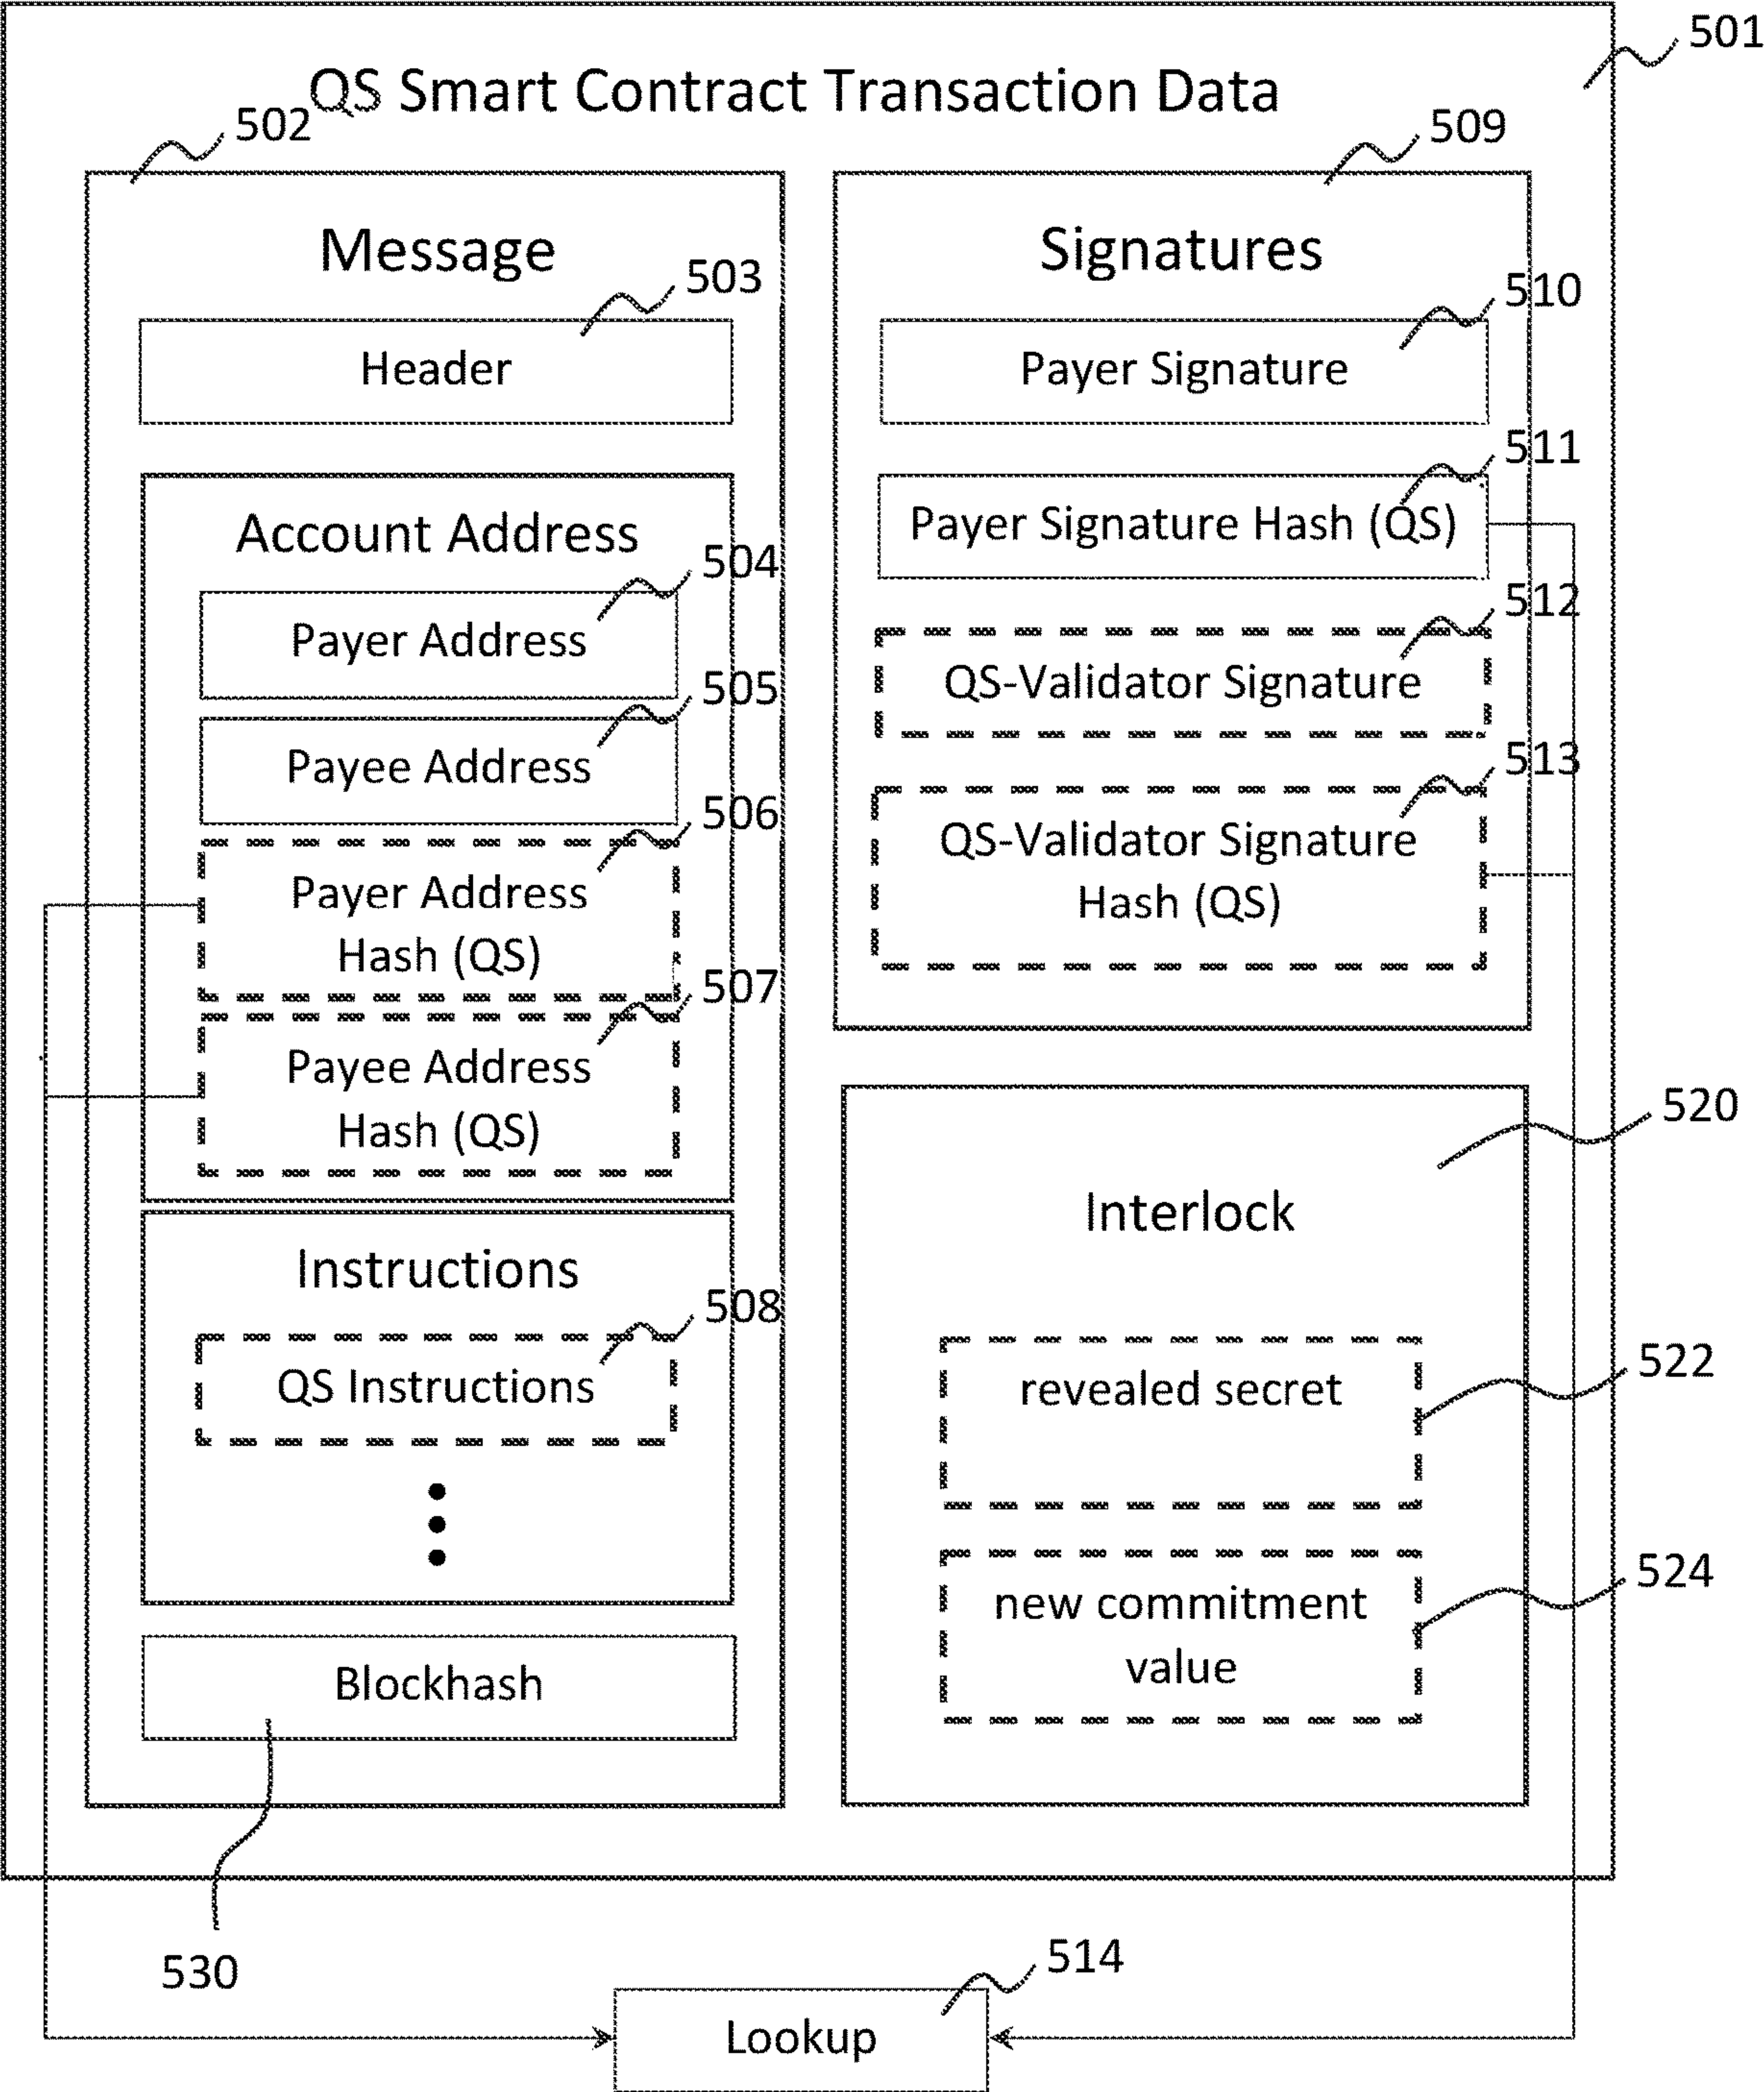 501
QS Smart Contract Transaction Data
502
Message
503
Header
Account Address
504
Payer Address
505
Payee Address
506
Payer Address
Hash (QS)
507
Payee Address
Hash (QS)
Instructions
508
QS Instructions
Blockhash
530
509
Signatures
510
Payer Signature
511
Payer Signature Hash (QS)
512
QS-Validator Signature
513
QS-Validator Signature
Hash (QS)
520
Interlock
522
revealed secret
524
new commitment
value
514
Lookup